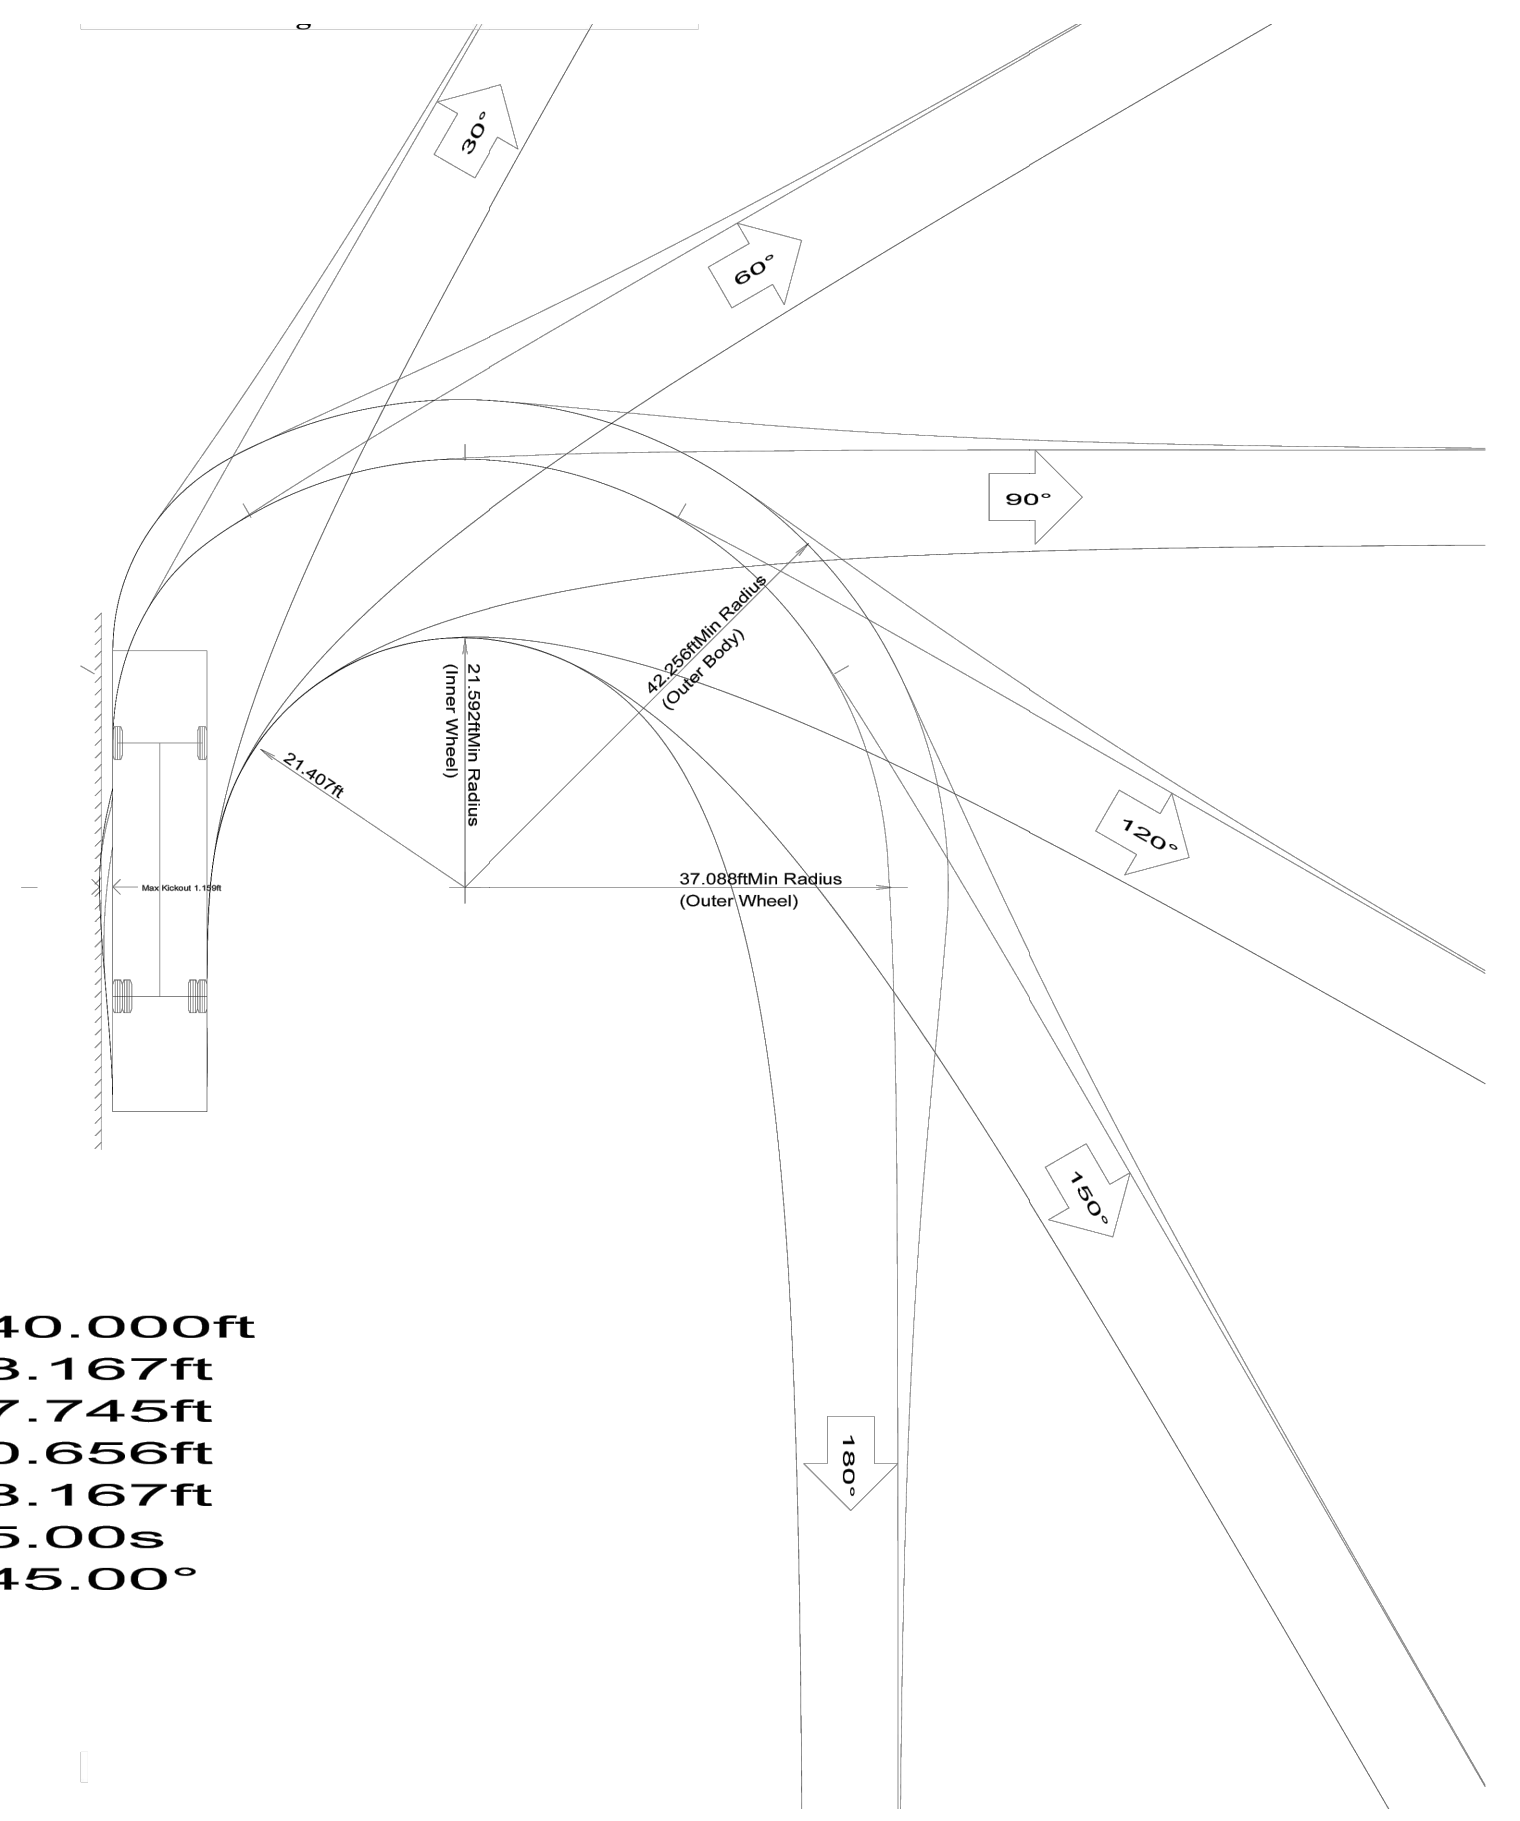 g
30°
60°
90°
42.256ftMin Radius
(Outer Body)
21.592ftMin Radius
(Inner Wheel)
21.407ft
120°
37.088ftMin Radius
(Outer Wheel)
Max Kickout 1.159ft
150°
40.000ft
8.167ft
7.745ft
0.656ft
8.167ft
5.00s
45.00°
180°